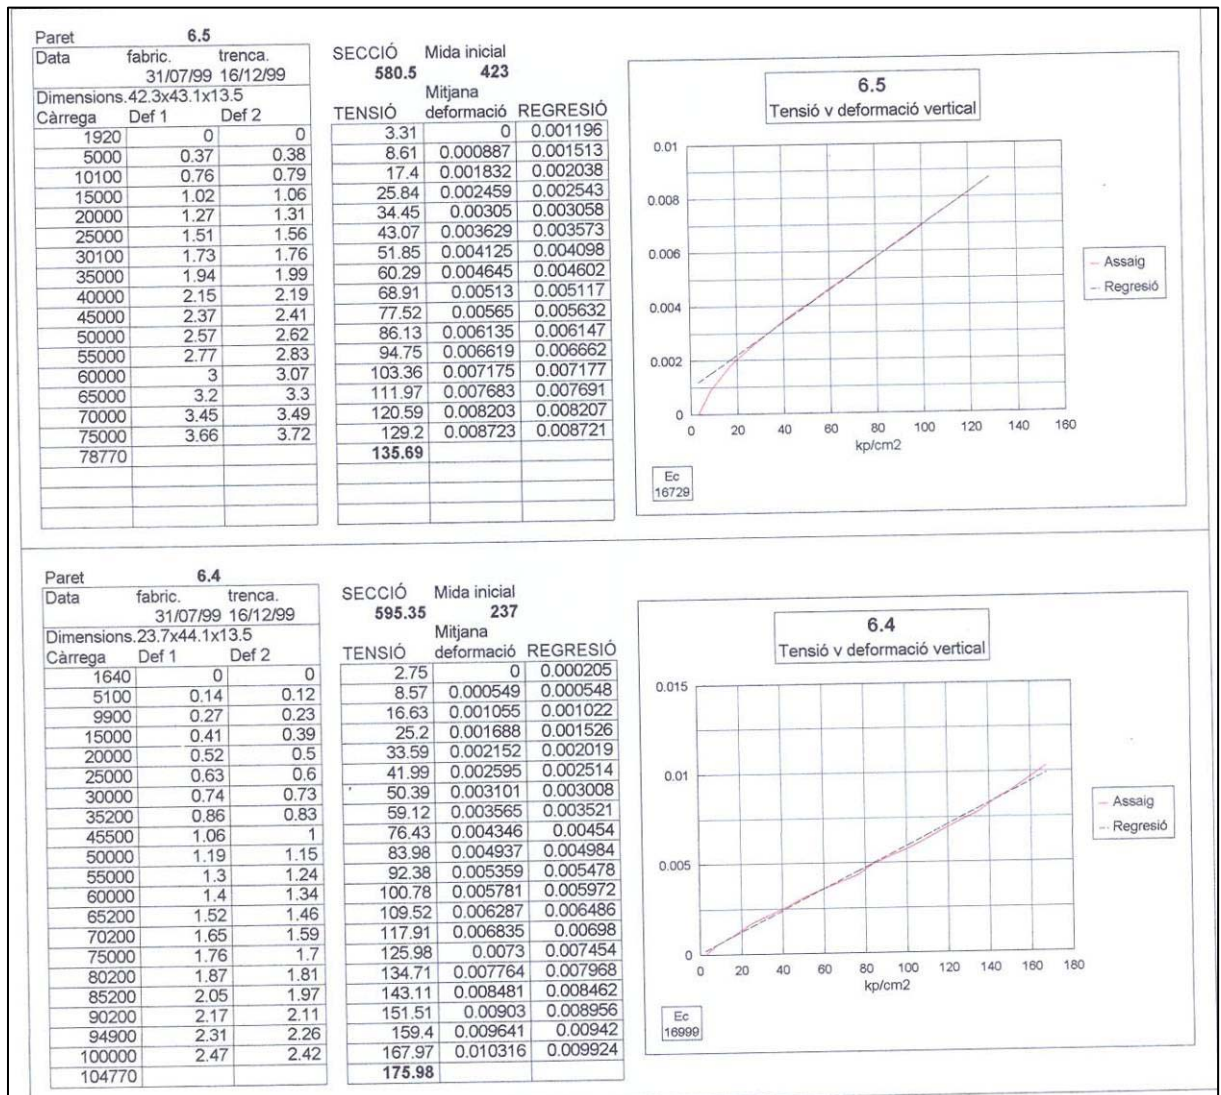 Paret 6.5
Data fabric. trenca.
31/07/99 16/12/99
Dimensions.42.3x43.1x13.5
Càrrega Def 1 Def 2
1920 0 0
5000 0.37 0.38
10100 0.76 0.79
15000 1.02 1.06
20000 1.27 1.31
25000 1.51 1.56
30100 1.73 1.76
35000 1.94 1.99
40000 2.15 2.19
45000 2.37 2.41
50000 2.57 2.62
55000 2.77 2.83
60000 3 3.07
65000 3.2 3.3
70000 3.45 3.49
75000 3.66 3.72
78770
SECCIÓ Mida inicial
580.5 423
Mitjana
TENSIÓ deformació REGRESIÓ
3.31 0 0.001196
8.61 0.000887 0.001513
17.4 0.001832 0.002038
25.84 0.002459 0.002543
34.45 0.00305 0.003058
43.07 0.003629 0.003573
51.85 0.004125 0.004098
60.29 0.004645 0.004602
68.91 0.00513 0.005117
77.52 0.00565 0.005632
86.13 0.006135 0.006147
94.75 0.006619 0.006662
103.36 0.007175 0.007177
111.97 0.007683 0.007691
120.59 0.008203 0.008207
129.2 0.008723 0.008721
135.69
6.5
Tensió v deformació vertical
0.01
0.008
0.006
0.004
0.002
0
0 20 40 60 80 100 120 140 160
kp/cm2
Assaig
Regresió
Ec
16729
Paret 6.4
Data fabric. trenca.
31/07/99 16/12/99
Dimensions.23.7x44.1x13.5
Càrrega Def 1 Def 2
1640 0 0
5100 0.14 0.12
9900 0.27 0.23
15000 0.41 0.39
20000 0.52 0.5
25000 0.63 0.6
30000 0.74 0.73
35200 0.86 0.83
45500 1.06 1
50000 1.19 1.15
55000 1.3 1.24
60000 1.4 1.34
65200 1.52 1.46
70200 1.65 1.59
75000 1.76 1.7
80200 1.87 1.81
85200 2.05 1.97
90200 2.17 2.11
94900 2.31 2.26
100000 2.47 2.42
104770
SECCIÓ Mida inicial
595.35 237
Mitjana
TENSIÓ deformació REGRESIÓ
2.75 0 0.000205
8.57 0.000549 0.000548
16.63 0.001055 0.001022
25.2 0.001688 0.001526
33.59 0.002152 0.002019
41.99 0.002595 0.002514
50.39 0.003101 0.003008
59.12 0.003565 0.003521
76.43 0.004346 0.00454
83.98 0.004937 0.004984
92.38 0.005359 0.005478
100.78 0.005781 0.005972
109.52 0.006287 0.006486
117.91 0.006835 0.00698
125.98 0.0073 0.007454
134.71 0.007764 0.007968
143.11 0.008481 0.008462
151.51 0.00903 0.008956
159.4 0.009641 0.00942
167.97 0.010316 0.009924
175.98
6.4
Tensió v deformació vertical
0.015
0.01
0.005
0
0 20 40 60 80 100 120 140 160 180
kp/cm2
Assaig
Regresió
Ec
16999